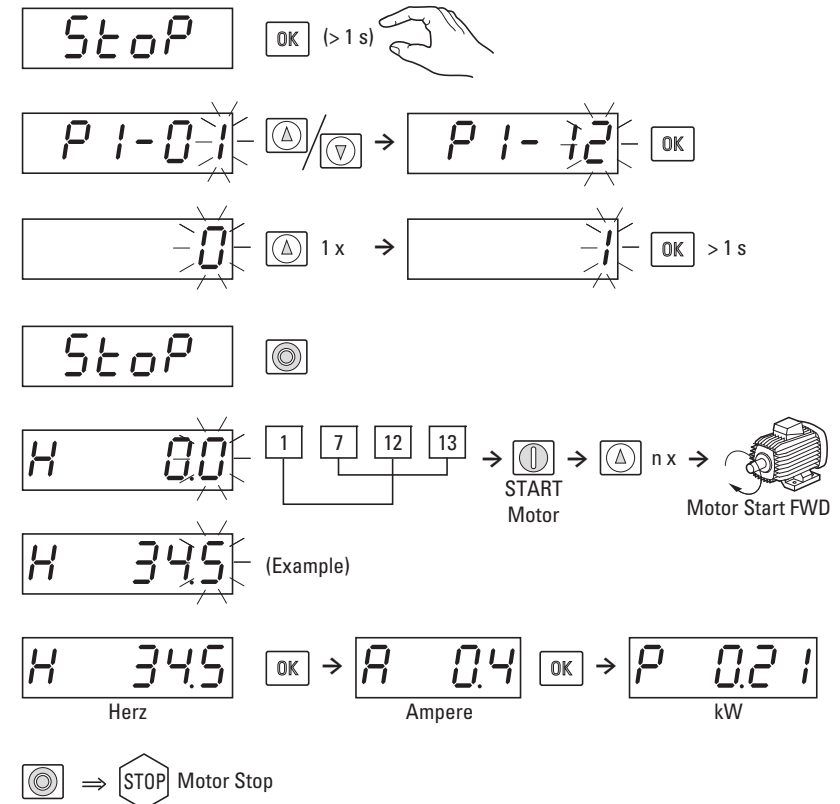 StoP OK (> 1 s)
P1-01 / → P1-12 OK
0 1 x → 1 OK > 1 s
StoP
H 0.0 1 7 12 13 → → n x →
START
Motor
Motor Start FWD
H 34.5 (Example)
H 34.5 OK → A 0.4 OK → P 0.21
Herz Ampere kW
⇒ STOP Motor Stop